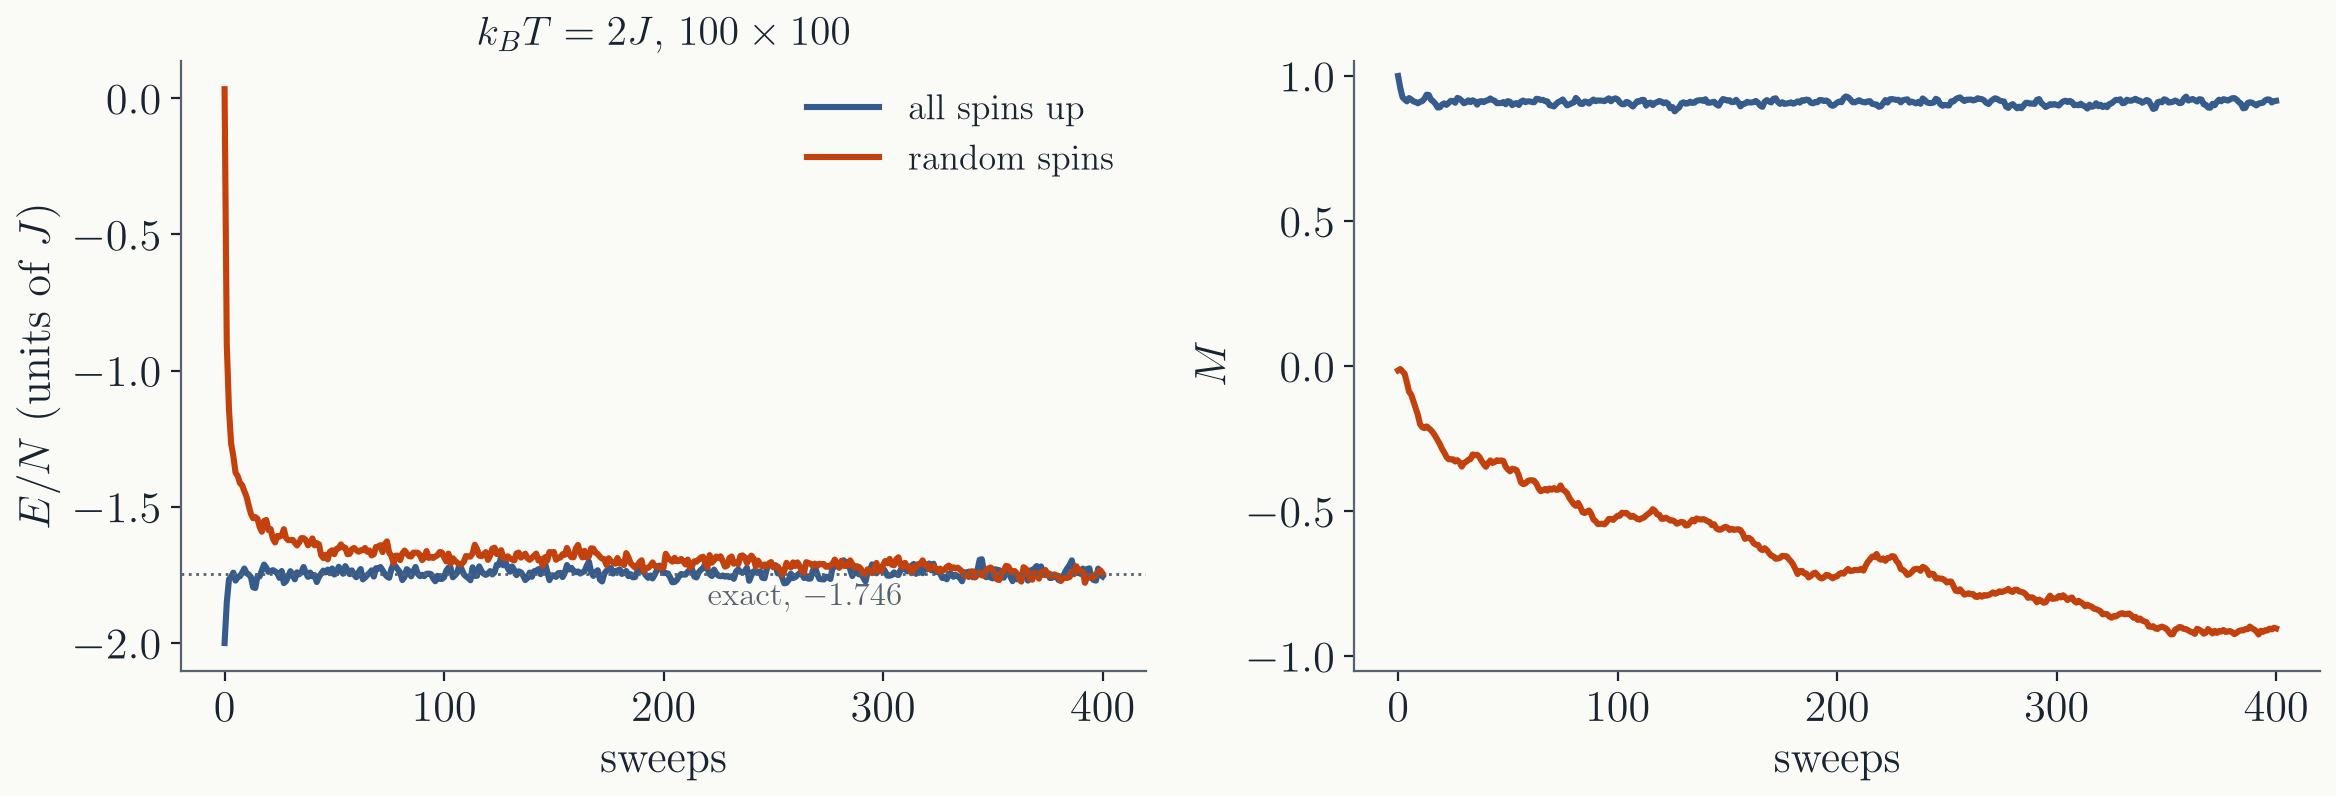 $k_B T = 2J$, $100 \times 100$
E/N (units of J)
0.0
−0.5
−1.0
−1.5
−2.0
all spins up
random spins
exact, −1.746
0 100 200 300 400
sweeps
M
1.0
0.5
0.0
−0.5
−1.0
0 100 200 300 400
sweeps